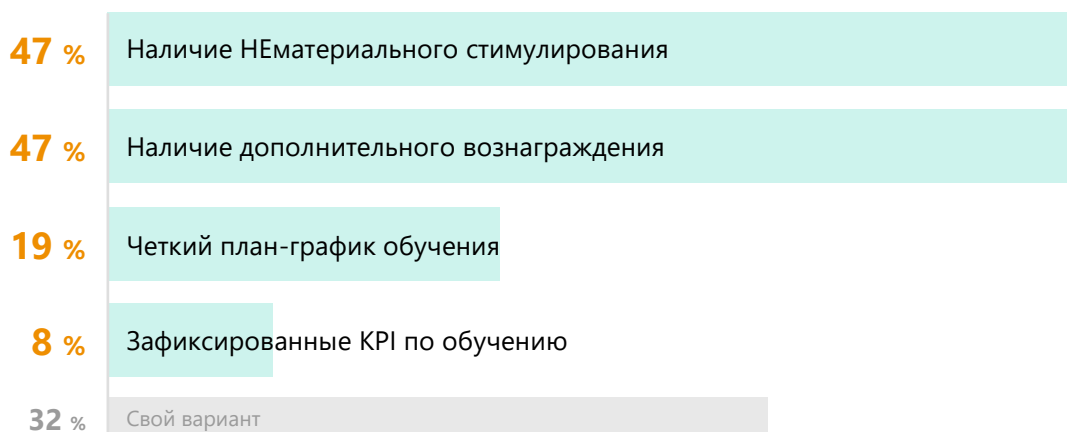 47 % Наличие НЕматериального стимулирования
47 % Наличие дополнительного вознаграждения
19 % Четкий план-график обучения
8 % Зафиксированные KPI по обучению
32 % Свой вариант